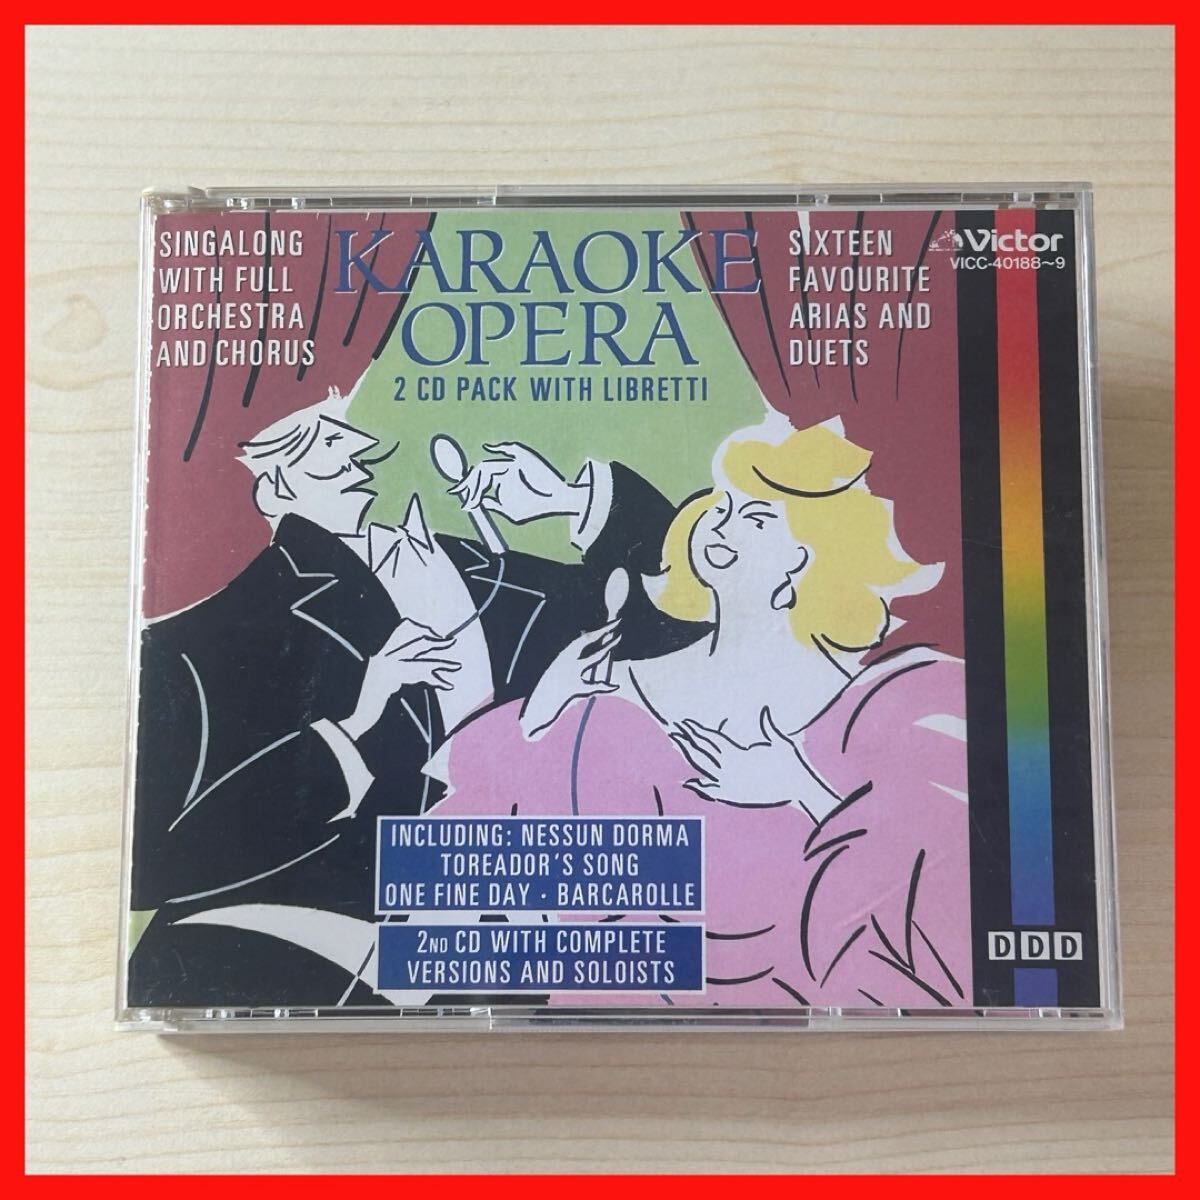 SINGALONG
WITH FULL
ORCHESTRA
AND CHORUS
KARAOKE
OPERA
2 CD PACK WITH LIBRETTI
SIXTEEN
FAVOURITE
ARIAS AND
DUETS
Victor
VICC-40188~9
INCLUDING: NESSUN DORMA
TOREADOR'S SONG
ONE FINE DAY · BARCAROLLE
2ND CD WITH COMPLETE
VERSIONS AND SOLOISTS
DDD